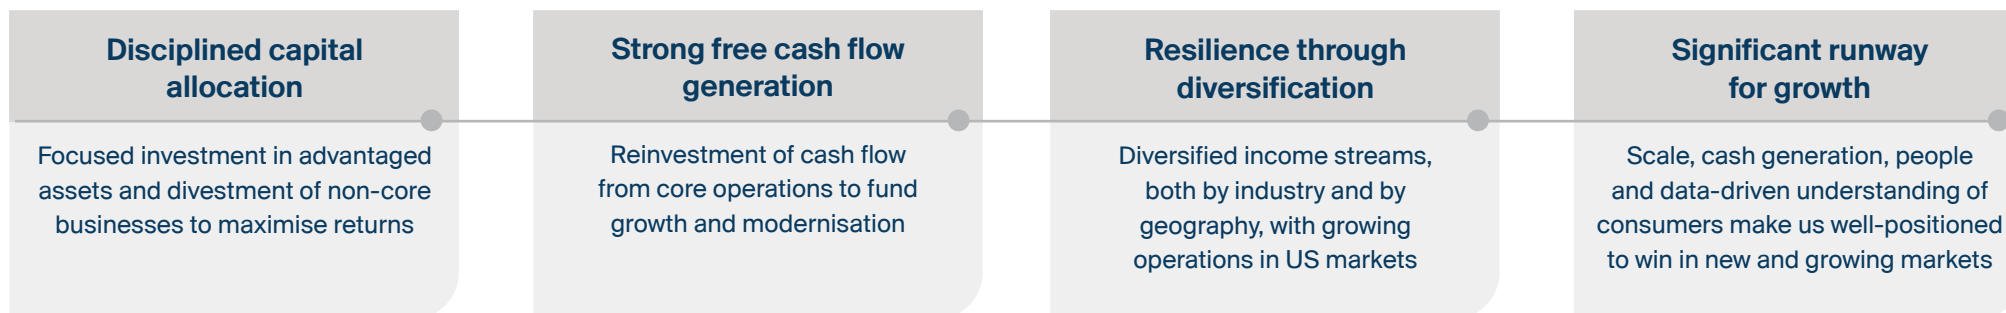 Disciplined capital
allocation
Focused investment in advantaged
assets and divestment of non-core
businesses to maximise returns
Strong free cash flow
generation
Reinvestment of cash flow
from core operations to fund
growth and modernisation
Resilience through
diversification
Diversified income streams,
both by industry and by
geography, with growing
operations in US markets
Significant runway
for growth
Scale, cash generation, people
and data-driven understanding of
consumers make us well-positioned
to win in new and growing markets